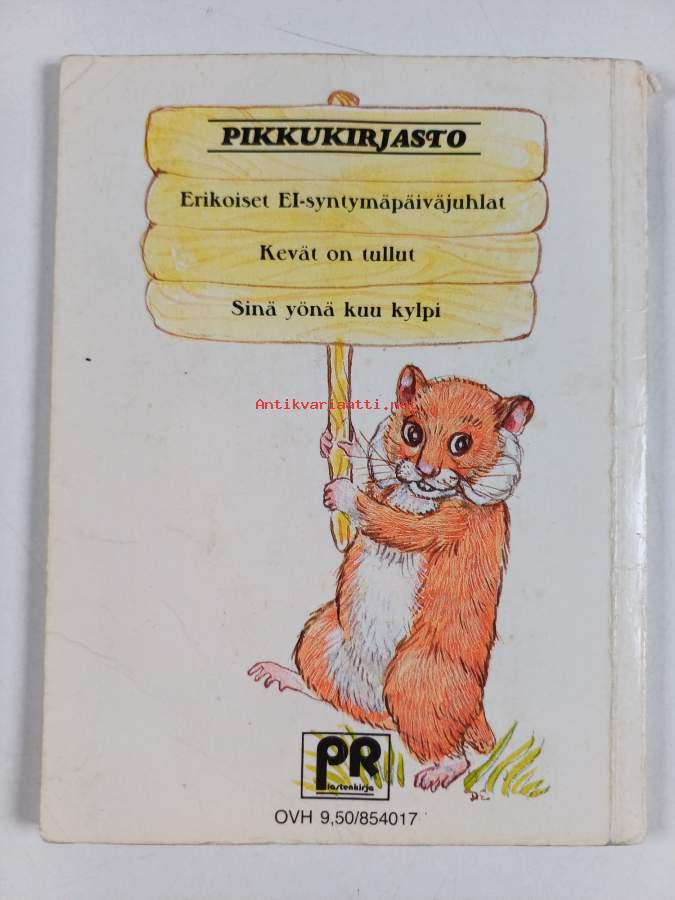 PIKKUKIRJASTO
Erikoiset EI-syntymäpäiväjuhlat
Kevät on tullut
Sinä yönä kuu kylpi
Antikvariaatti.net
PR
lastenkirja
OVH 9,50/854017